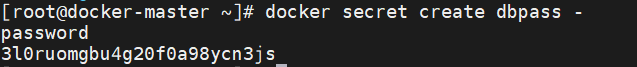 [root@docker-master ~]# docker secret create dbpass -
password
3l0ruomgbu4g20f0a98ycn3js